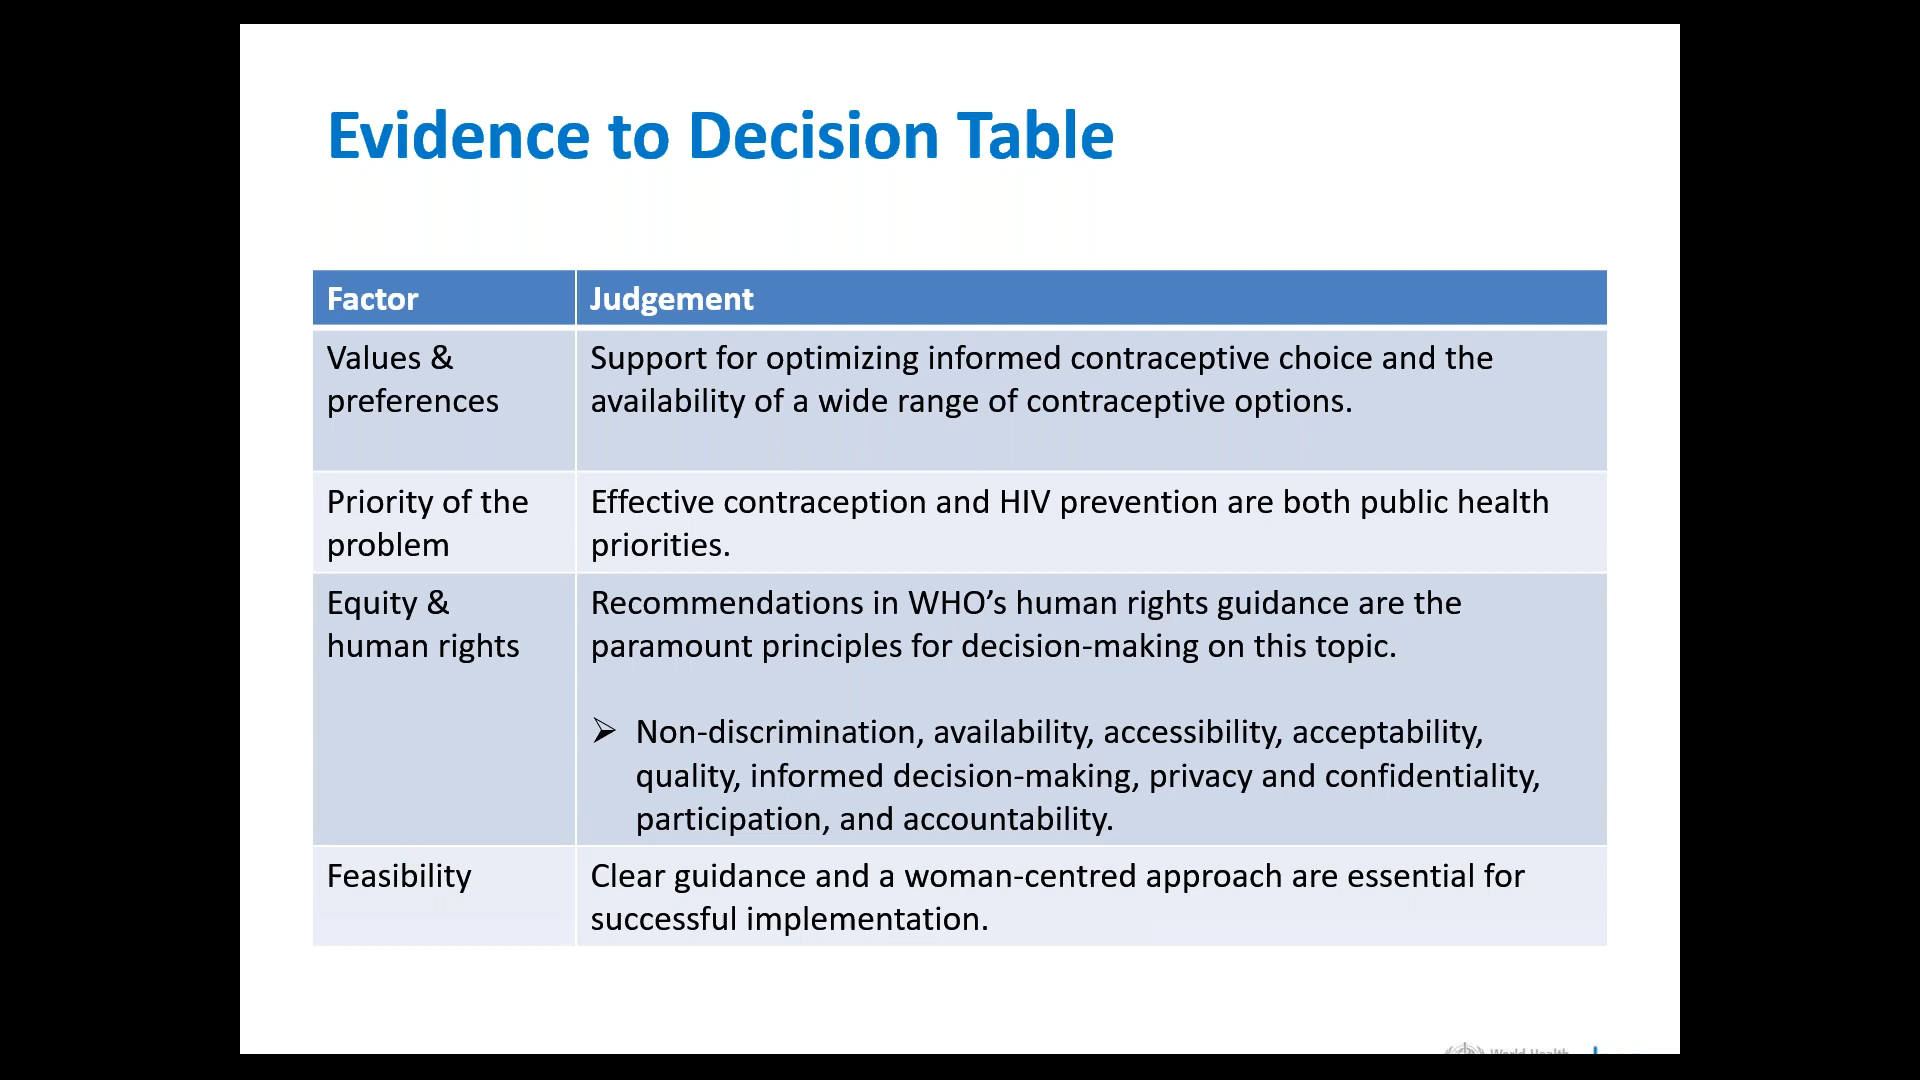 Evidence to Decision Table
Factor
Judgement
Values &
preferences
Support for optimizing informed contraceptive choice and the
availability of a wide range of contraceptive options.
Priority of the
problem
Effective contraception and HIV prevention are both public health
priorities.
Equity &
human rights
Recommendations in WHO’s human rights guidance are the
paramount principles for decision-making on this topic.
➢ Non-discrimination, availability, accessibility, acceptability,
quality, informed decision-making, privacy and confidentiality,
participation, and accountability.
Feasibility
Clear guidance and a woman-centred approach are essential for
successful implementation.
World Health